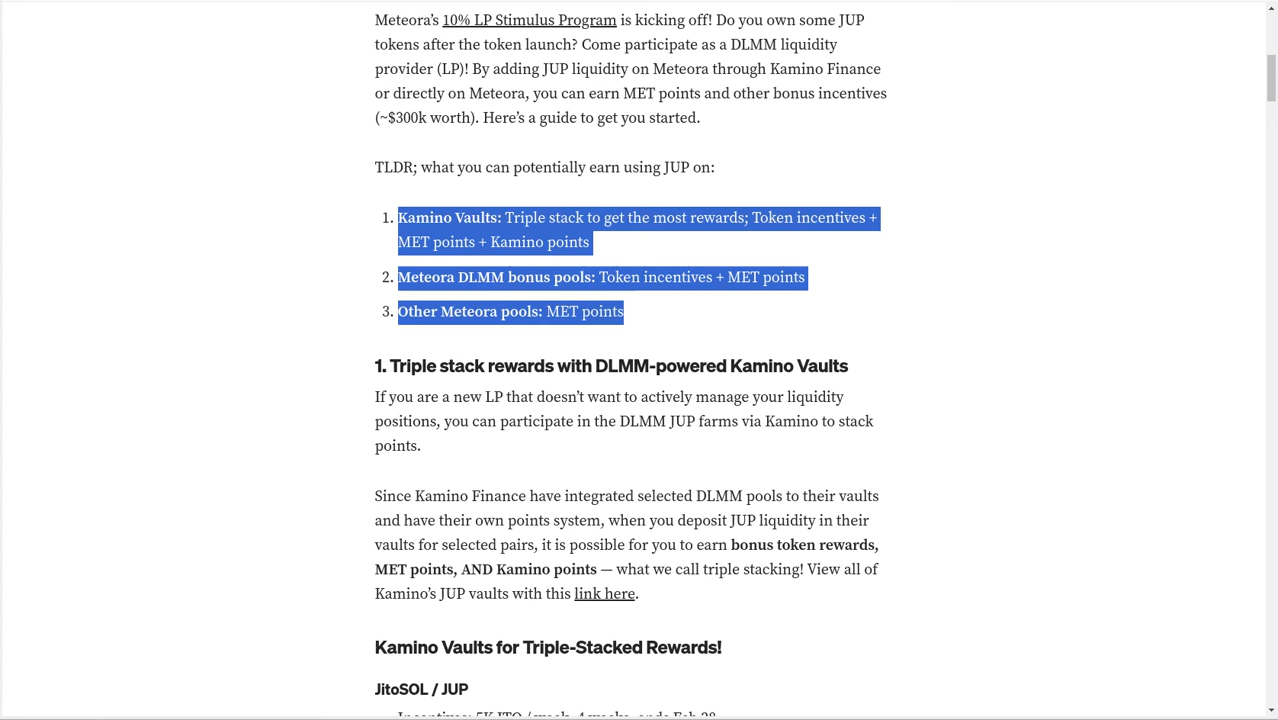 Meteora’s 10% LP Stimulus Program is kicking off! Do you own some JUP
tokens after the token launch? Come participate as a DLMM liquidity
provider (LP)! By adding JUP liquidity on Meteora through Kamino Finance
or directly on Meteora, you can earn MET points and other bonus incentives
(~$300k worth). Here’s a guide to get you started.
TLDR; what you can potentially earn using JUP on:
1. Kamino Vaults: Triple stack to get the most rewards; Token incentives +
MET points + Kamino points
2. Meteora DLMM bonus pools: Token incentives + MET points
3. Other Meteora pools: MET points
1. Triple stack rewards with DLMM-powered Kamino Vaults
If you are a new LP that doesn’t want to actively manage your liquidity
positions, you can participate in the DLMM JUP farms via Kamino to stack
points.
Since Kamino Finance have integrated selected DLMM pools to their vaults
and have their own points system, when you deposit JUP liquidity in their
vaults for selected pairs, it is possible for you to earn bonus token rewards,
MET points, AND Kamino points — what we call triple stacking! View all of
Kamino’s JUP vaults with this link here.
Kamino Vaults for Triple-Stacked Rewards!
JitoSOL / JUP
Incentives: 5K JTO / week, 4 weeks, ends Feb 28